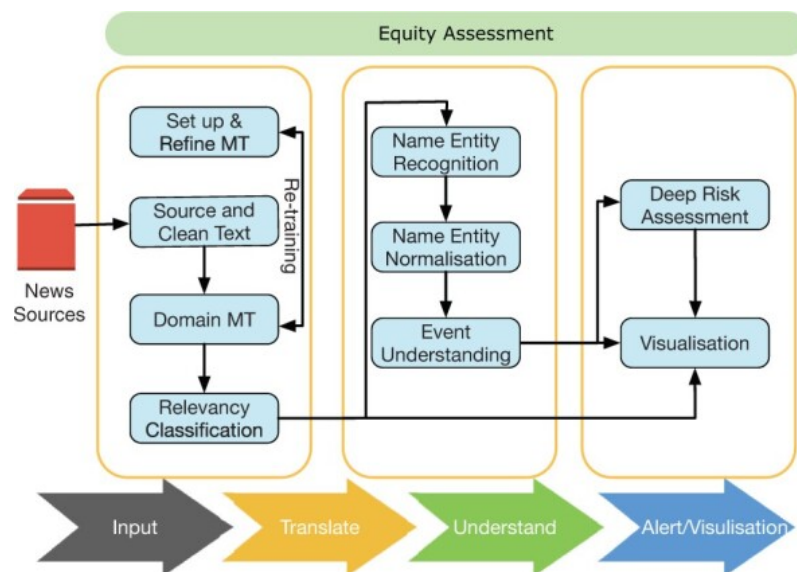 Equity Assessment
Set up &
Refine MT
Re-training
Source and
Clean Text
News
Sources
Domain MT
Relevancy
Classification
Name Entity
Recognition
Name Entity
Normalisation
Event
Understanding
Deep Risk
Assessment
Visualisation
Input
Translate
Understand
Alert/Visulisation